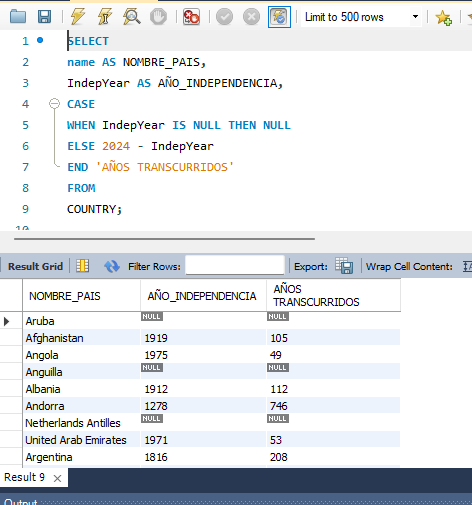 Limit to 500 rows
1 SELECT
2 name AS NOMBRE_PAIS,
3 IndepYear AS AÑO_INDEPENDENCIA,
4 CASE
5 WHEN IndepYear IS NULL THEN NULL
6 ELSE 2024 - IndepYear
7 END 'AÑOS TRANSCURRIDOS'
8 FROM
9 COUNTRY;
10
Result Grid Filter Rows: Export: Wrap Cell Content:
NOMBRE_PAIS AÑO_INDEPENDENCIA AÑOS
TRANSCURRIDOS
Aruba NULL NULL
Afghanistan 1919 105
Angola 1975 49
Anguilla NULL NULL
Albania 1912 112
Andorra 1278 746
Netherlands Antilles NULL NULL
United Arab Emirates 1971 53
Argentina 1816 208
Result 9
Output